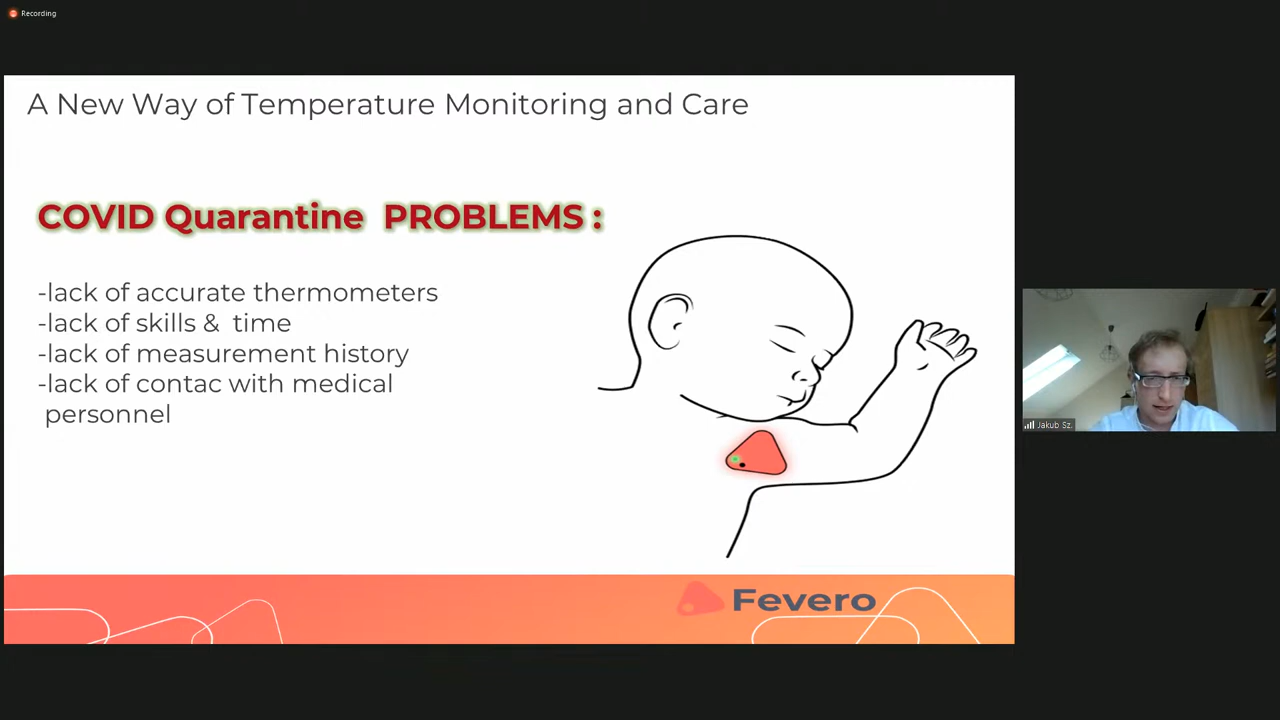 Recording
A New Way of Temperature Monitoring and Care
COVID Quarantine PROBLEMS :
-lack of accurate thermometers
-lack of skills & time
-lack of measurement history
-lack of contac with medical
personnel
Jakub Sz.
Fevero